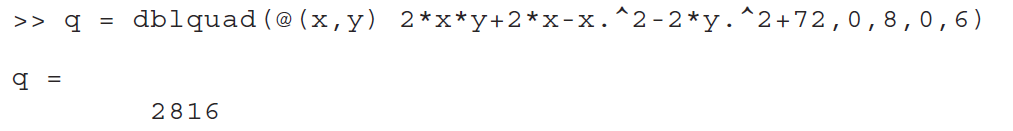 >> q = dblquad(@(x,y) 2*x*y+2*x-x.^2-2*y.^2+72,0,8,0,6)
q =
2816